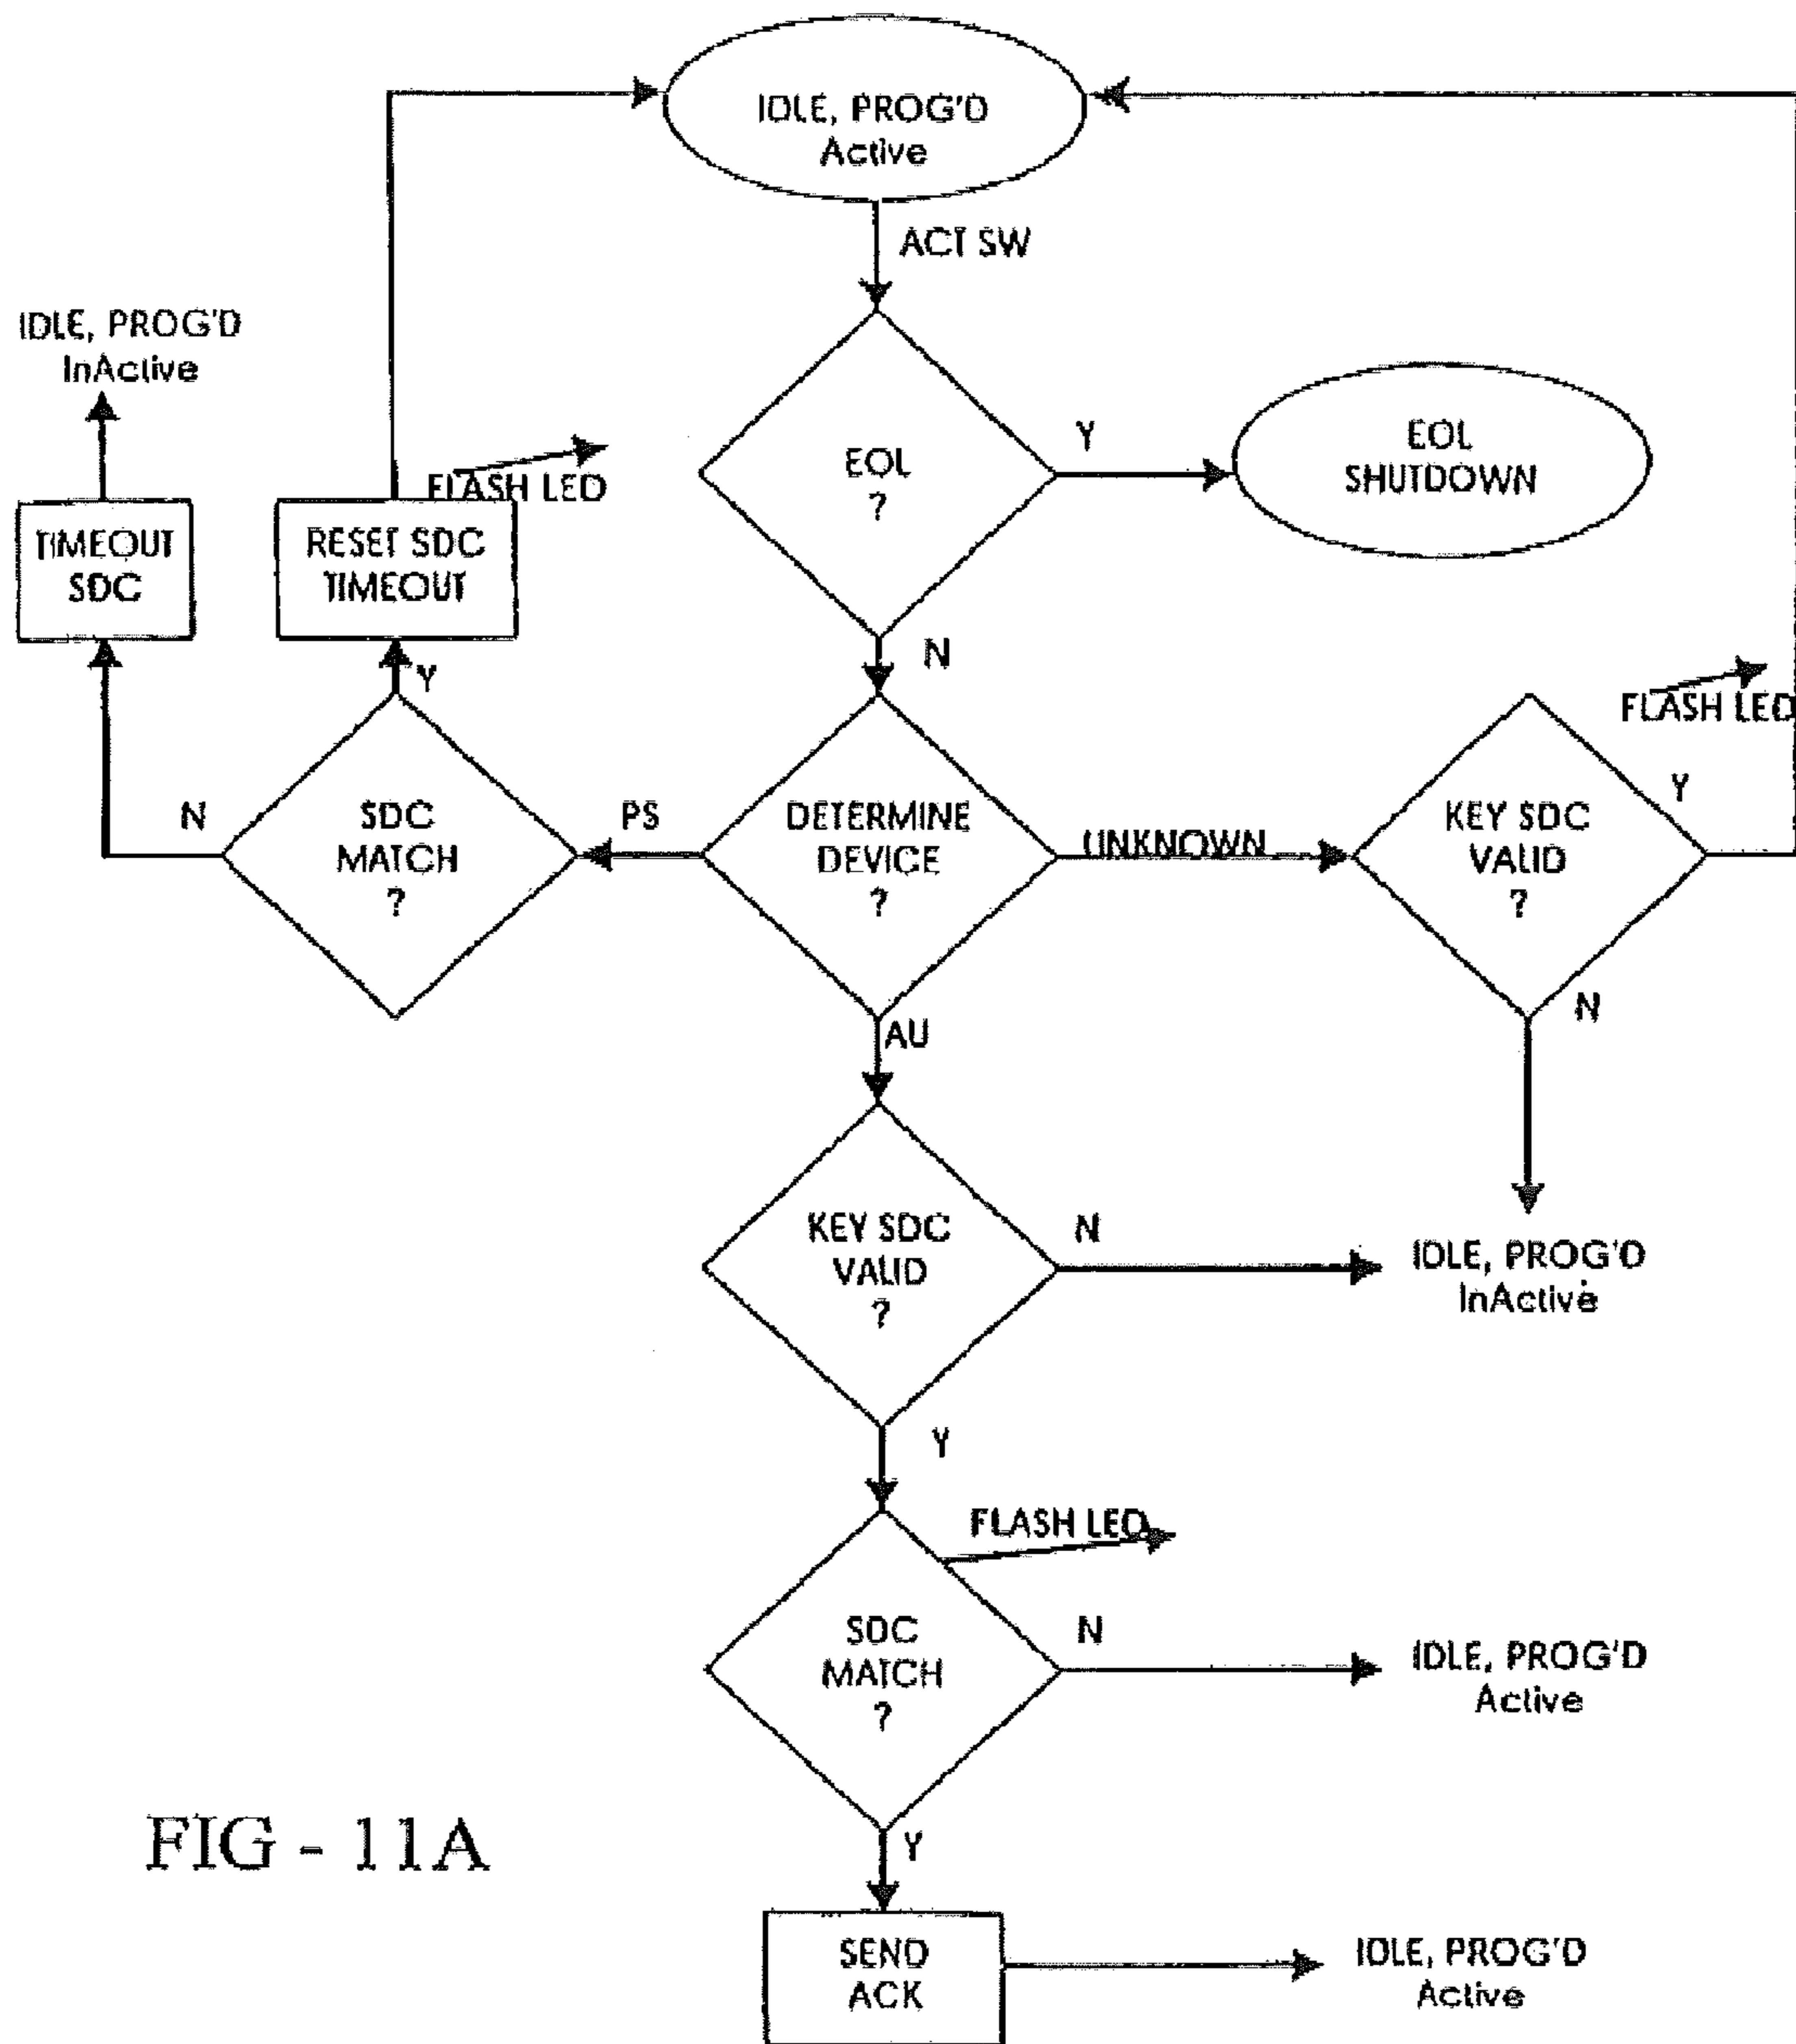 IDLE, PROG'D
Active
ACT SW
IDLE, PROG'D
InActive
EOL
?
Y
EOL
SHUTDOWN
FLASH LED
TIMEOUT
SDC
RESET SDC
TIMEOUT
N
Y
FLASH LED
N
SDC
MATCH
?
PS
DETERMINE
DEVICE
?
UNKNOWN
KEY SDC
VALID
?
Y
N
AU
KEY SDC
VALID
?
N
IDLE, PROG'D
InActive
Y
FLASH LED
SDC
MATCH
?
N
IDLE, PROG'D
Active
FIG - 11A
Y
SEND
ACK
IDLE, PROG'D
Active